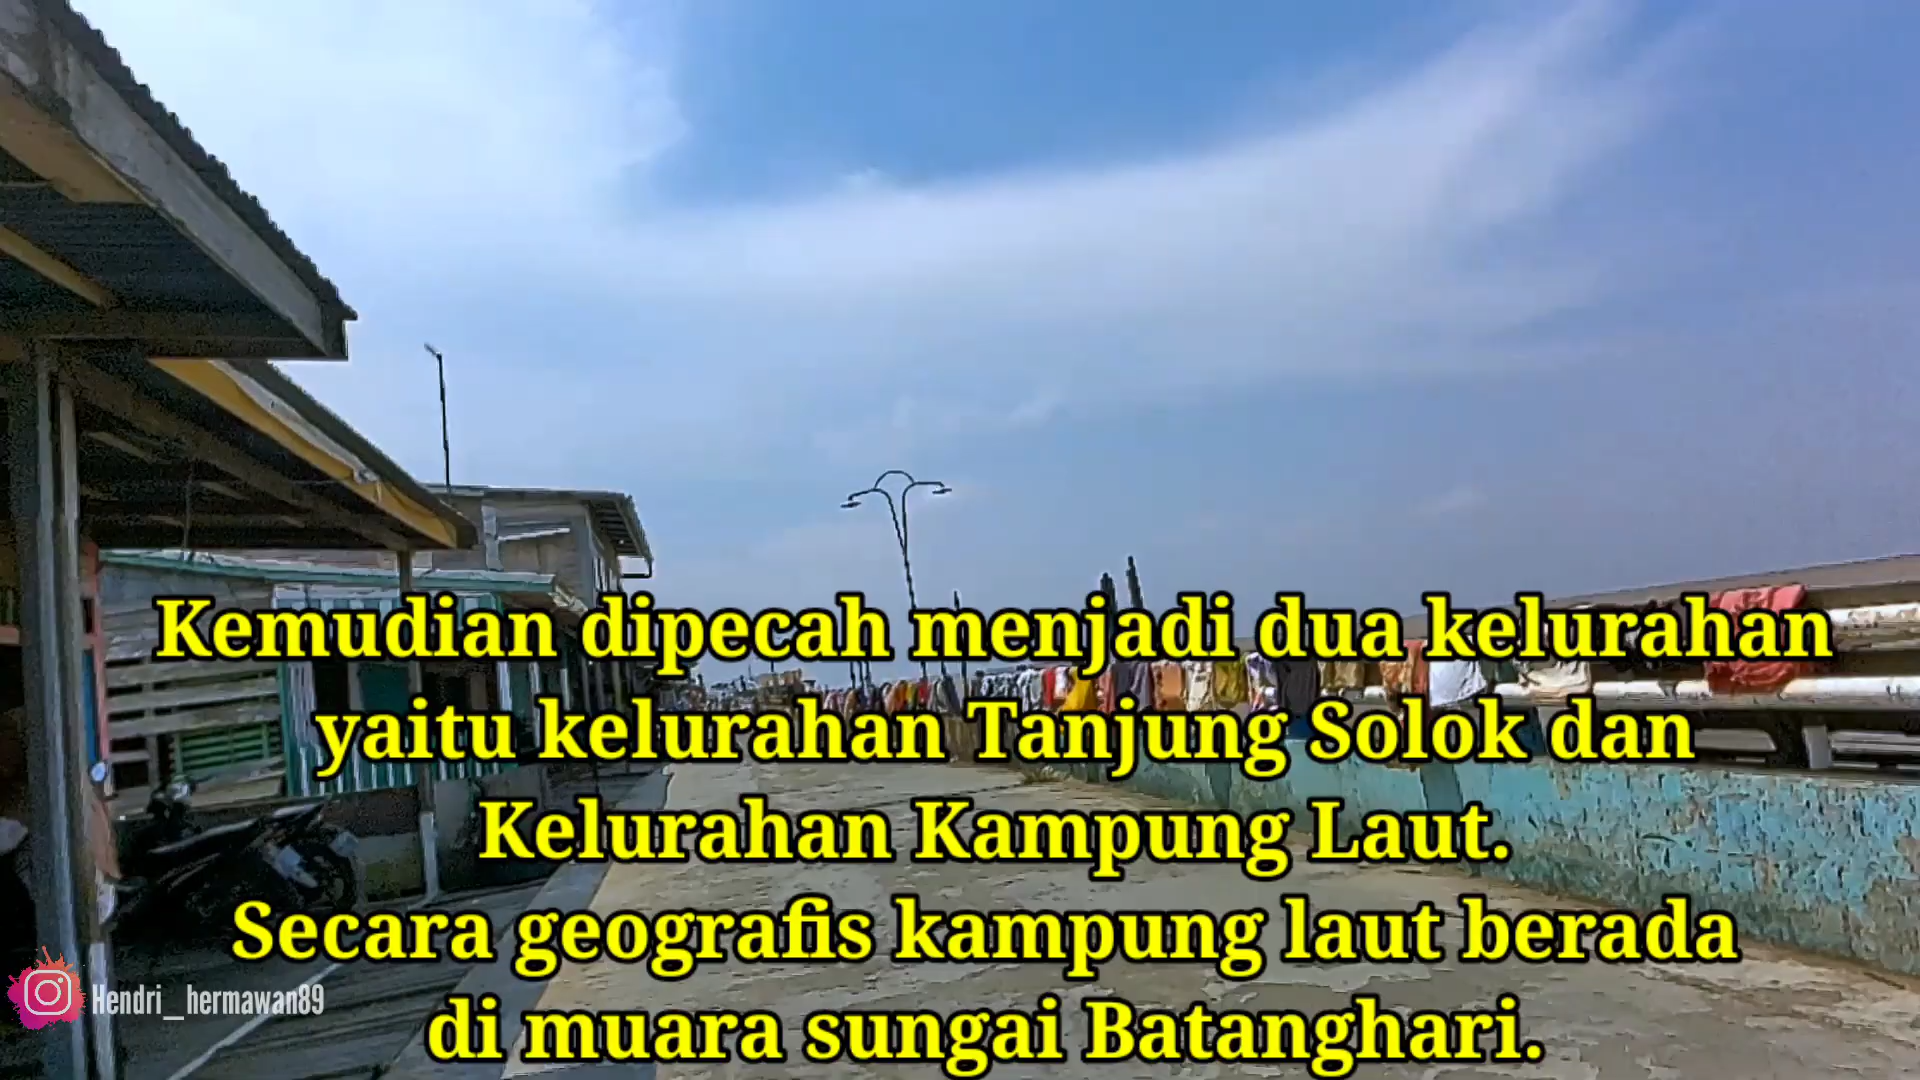 Kemudian dipecah menjadi dua kelurahan
yaitu kelurahan Tanjung Solok dan
Kelurahan Kampung Laut.
Secara geografis kampung laut berada
di muara sungai Batanghari.
Hendri_hermawan89